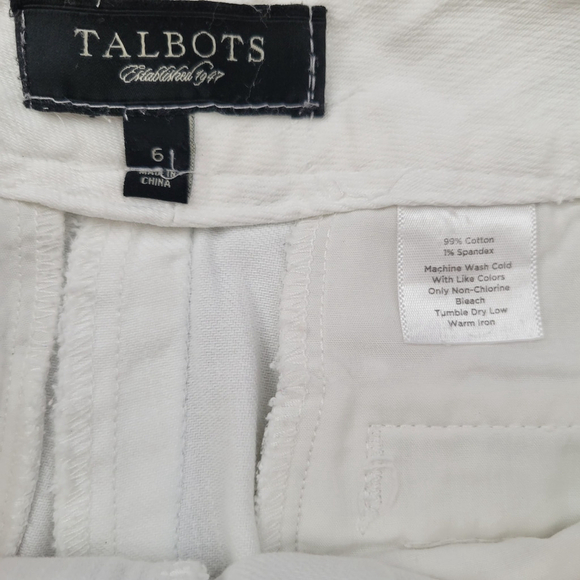 TALBOTS
Established 1947
6
MADE IN
CHINA
99% Cotton
1% Spandex
Machine Wash Cold
With Like Colors
Only Non-Chlorine
Bleach
Tumble Dry Low
Warm Iron